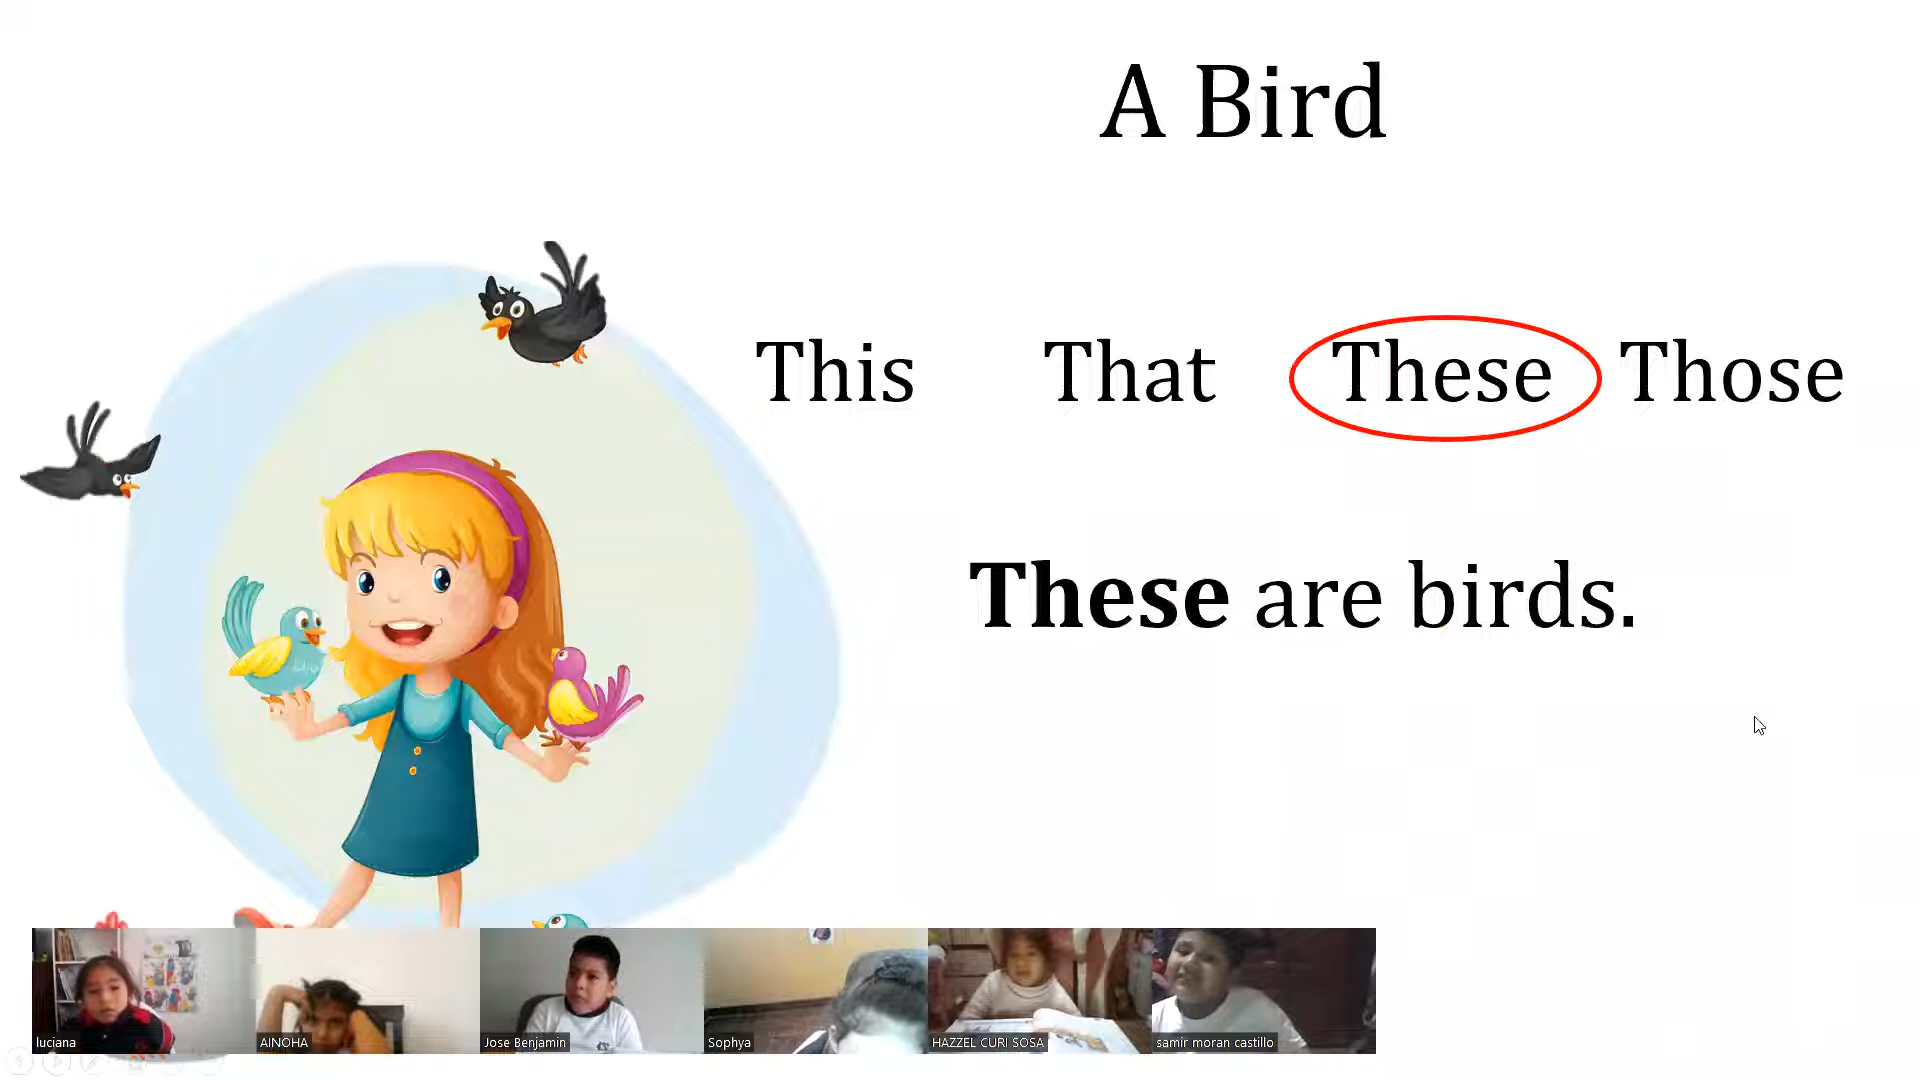 A Bird
This That These Those
These are birds.
luciana AINOHA Jose Benjamin Sophya HAZZEL CURI SOSA samir moran castillo